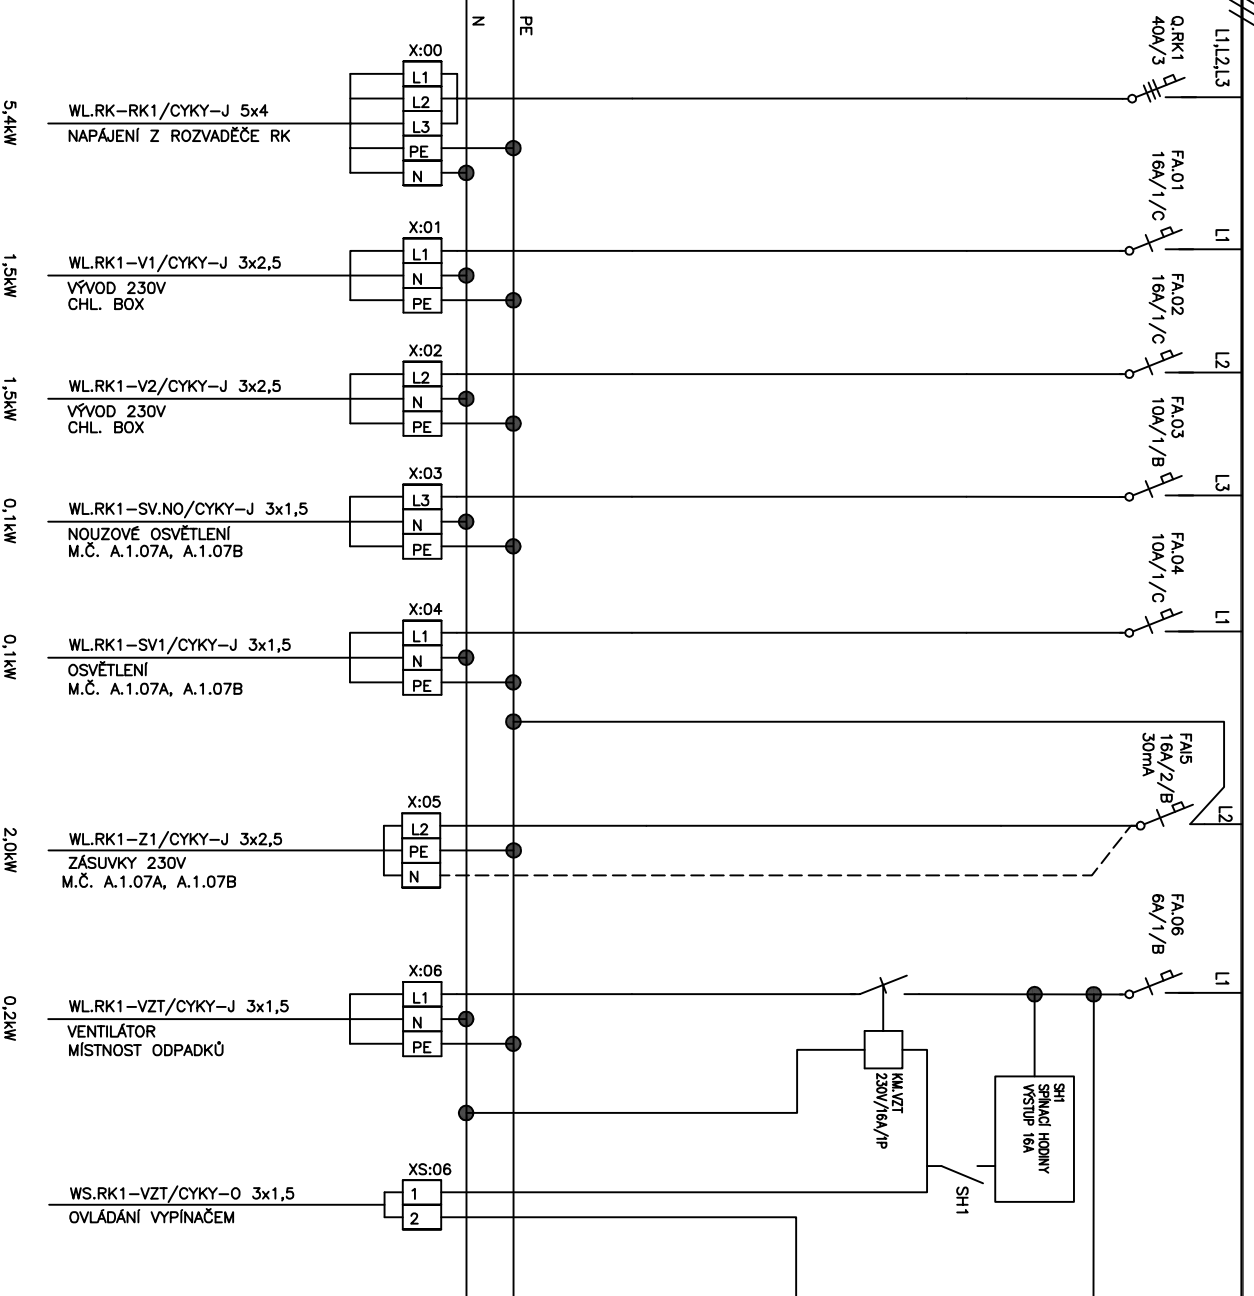 N
PE
L1,L2,L3
Q.RK1
40A/3
X:00
L1
L2
L3
PE
N
WL.RK-RK1/CYKY-J 5x4
NAPÁJENÍ Z ROZVADĚČE RK
5,4kW
FA.01
16A/1/C
L1
X:01
L1
N
PE
WL.RK1-V1/CYKY-J 3x2,5
VÝVOD 230V
CHL. BOX
1,5kW
FA.02
16A/1/C
L2
X:02
L2
N
PE
WL.RK1-V2/CYKY-J 3x2,5
VÝVOD 230V
CHL. BOX
1,5kW
FA.03
10A/1/B
L3
X:03
L3
N
PE
WL.RK1-SV.NO/CYKY-J 3x1,5
NOUZOVÉ OSVĚTLENÍ
M.Č. A.1.07A, A.1.07B
0,1kW
FA.04
10A/1/C
L1
X:04
L1
N
PE
WL.RK1-SV1/CYKY-J 3x1,5
OSVĚTLENÍ
M.Č. A.1.07A, A.1.07B
0,1kW
FAI5
16A/2/B
30mA
L2
X:05
L2
PE
N
WL.RK1-Z1/CYKY-J 3x2,5
ZÁSUVKY 230V
M.Č. A.1.07A, A.1.07B
2,0kW
FA.06
6A/1/B
L1
X:06
L1
N
PE
WL.RK1-VZT/CYKY-J 3x1,5
VENTILÁTOR
MÍSTNOST ODPADKŮ
0,2kW
KM.VZT
230V/16A/1P
SH1
SPÍNACÍ HODINY
VÝSTUP 16A
SH1
XS:06
1
2
WS.RK1-VZT/CYKY-O 3x1,5
OVLÁDÁNÍ VYPÍNAČEM